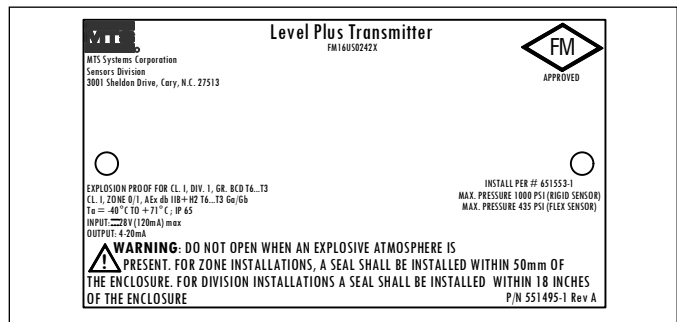 MTS
Level Plus Transmitter
FM16US0242X
MTS Systems Corporation
Sensors Division
3001 Sheldon Drive, Cary, N.C. 27513
FM
APPROVED
EXPLOSION PROOF FOR CL. I, DIV. 1, GR. BCD T6...T3
CL. I, ZONE 0/1, AEx db IIB+H2 T6...T3 Ga/Gb
Ta = -40°C TO +71°C; IP 65
INPUT: ⎓28V (120mA) max
OUTPUT: 4-20mA
INSTALL PER # 651553-1
MAX. PRESSURE 1000 PSI (RIGID SENSOR)
MAX. PRESSURE 435 PSI (FLEX SENSOR)
WARNING: DO NOT OPEN WHEN AN EXPLOSIVE ATMOSPHERE IS
PRESENT. FOR ZONE INSTALLATIONS, A SEAL SHALL BE INSTALLED WITHIN 50mm OF
THE ENCLOSURE. FOR DIVISION INSTALLATIONS A SEAL SHALL BE INSTALLED WITHIN 18 INCHES
OF THE ENCLOSURE
P/N 551495-1 Rev A